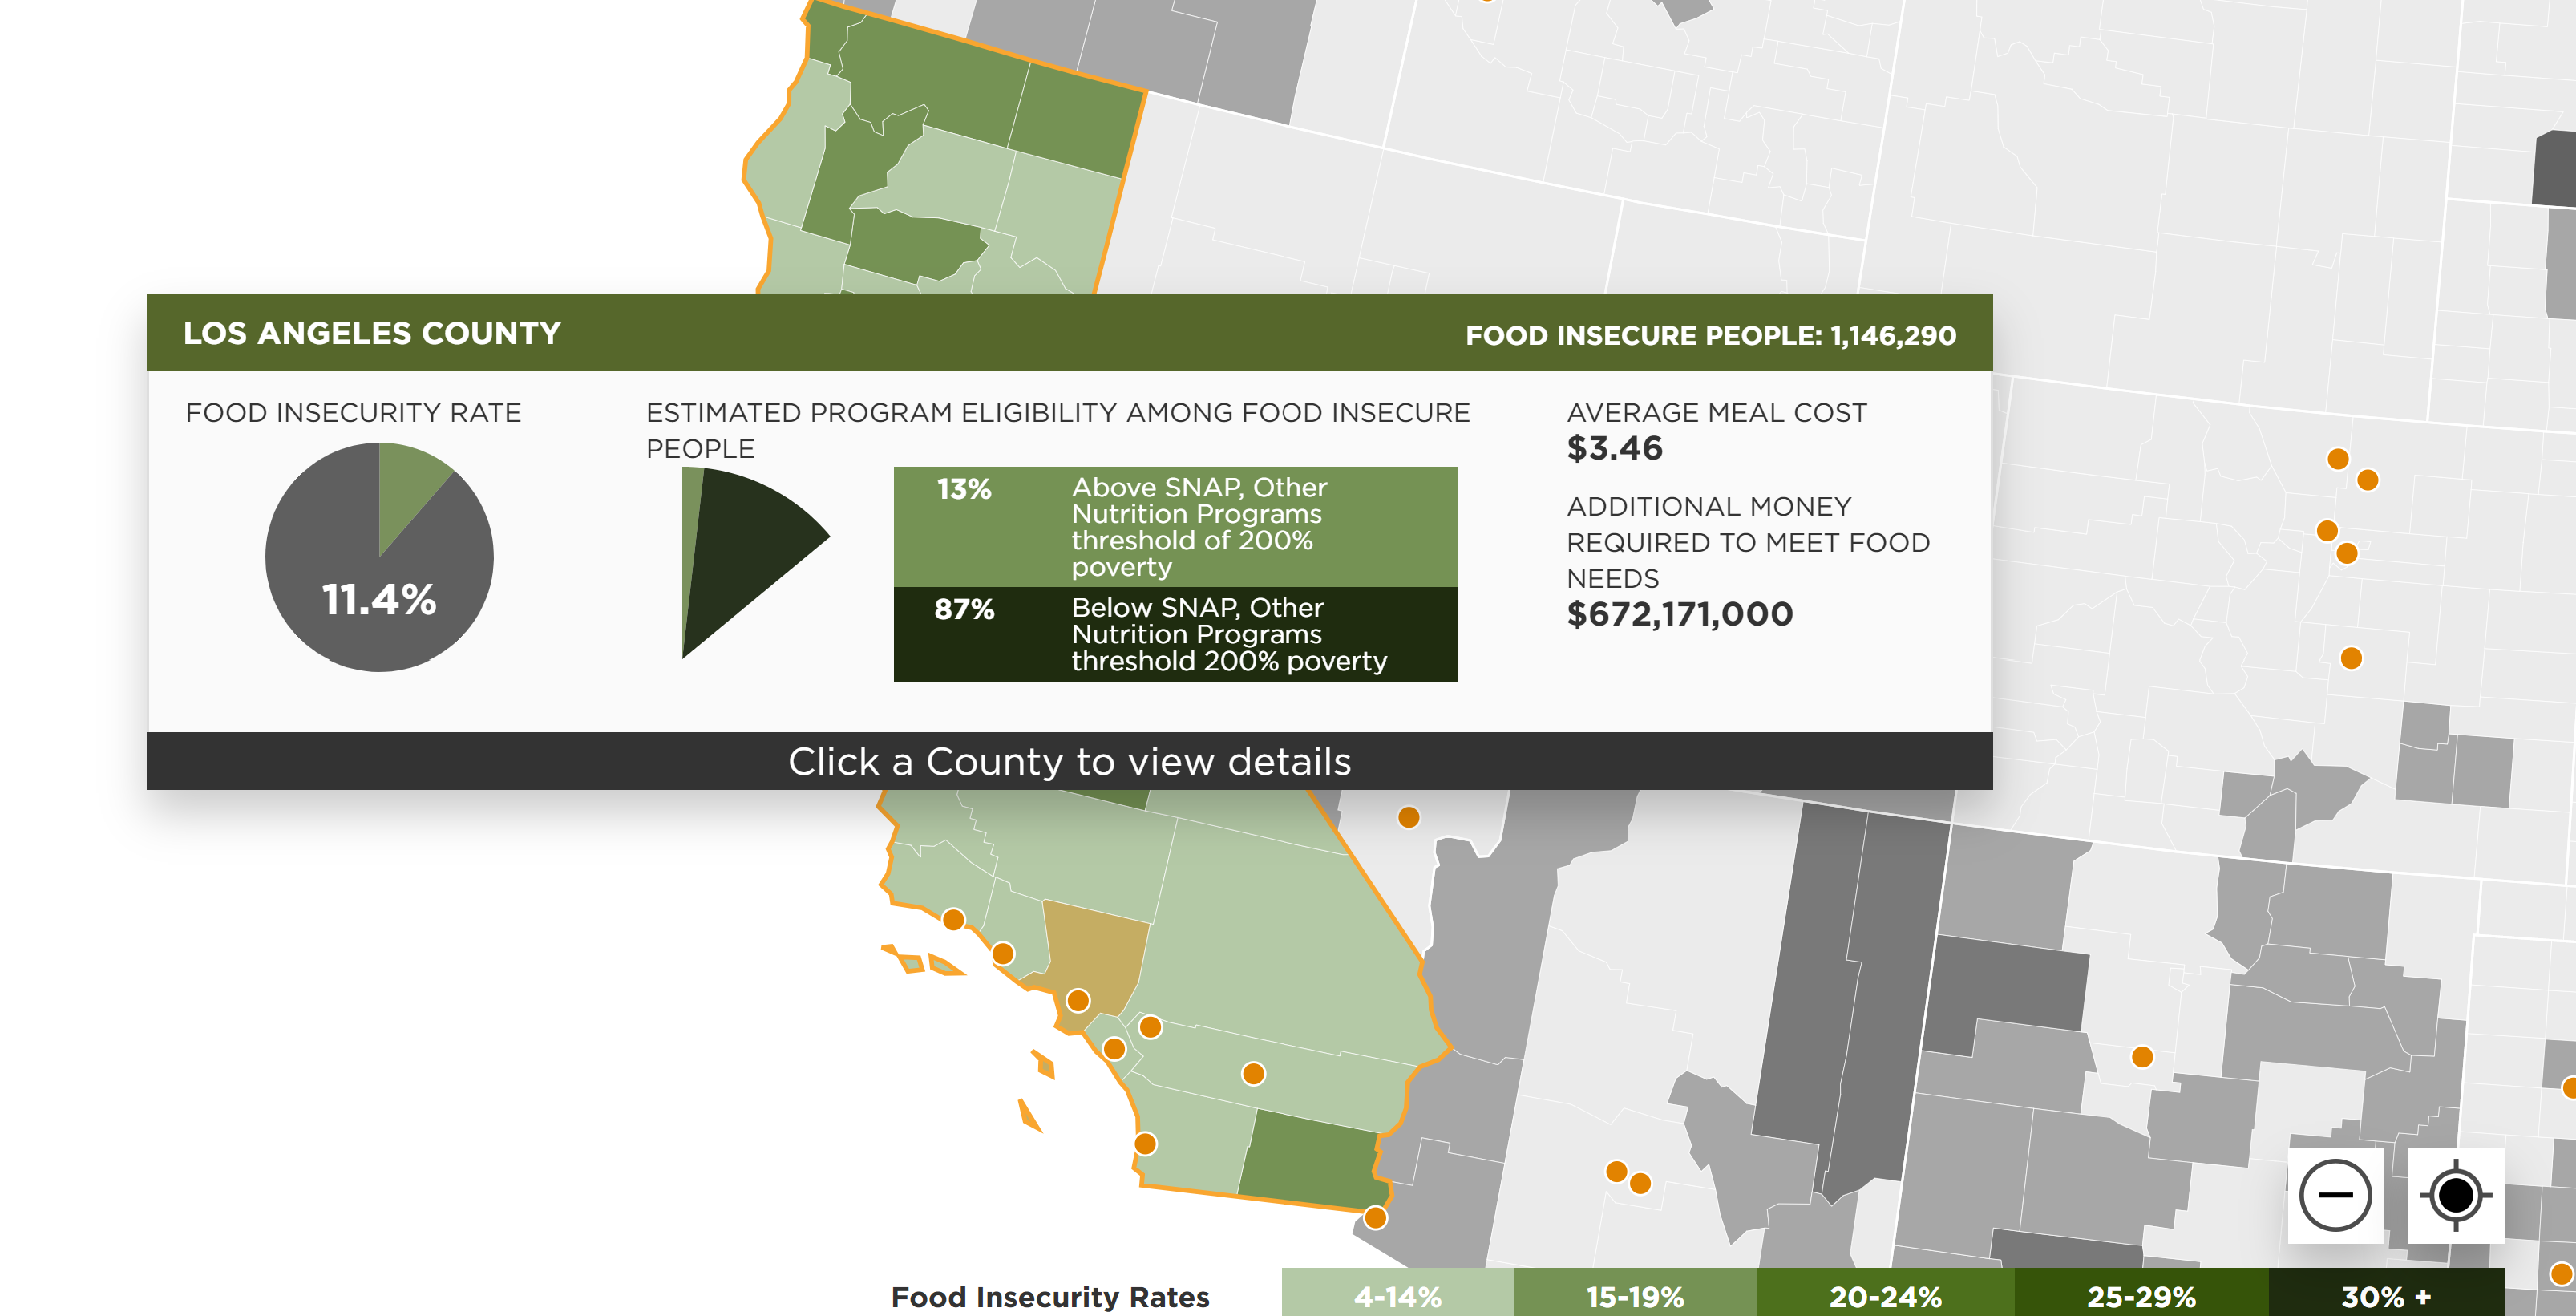 LOS ANGELES COUNTY
FOOD INSECURE PEOPLE: 1,146,290
FOOD INSECURITY RATE
11.4%
ESTIMATED PROGRAM ELIGIBILITY AMONG FOOD INSECURE
PEOPLE
13%
Above SNAP, Other
Nutrition Programs
threshold of 200%
poverty
87%
Below SNAP, Other
Nutrition Programs
threshold 200% poverty
AVERAGE MEAL COST
$3.46
ADDITIONAL MONEY
REQUIRED TO MEET FOOD
NEEDS
$672,171,000
Click a County to view details
Food Insecurity Rates
4-14%
15-19%
20-24%
25-29%
30% +